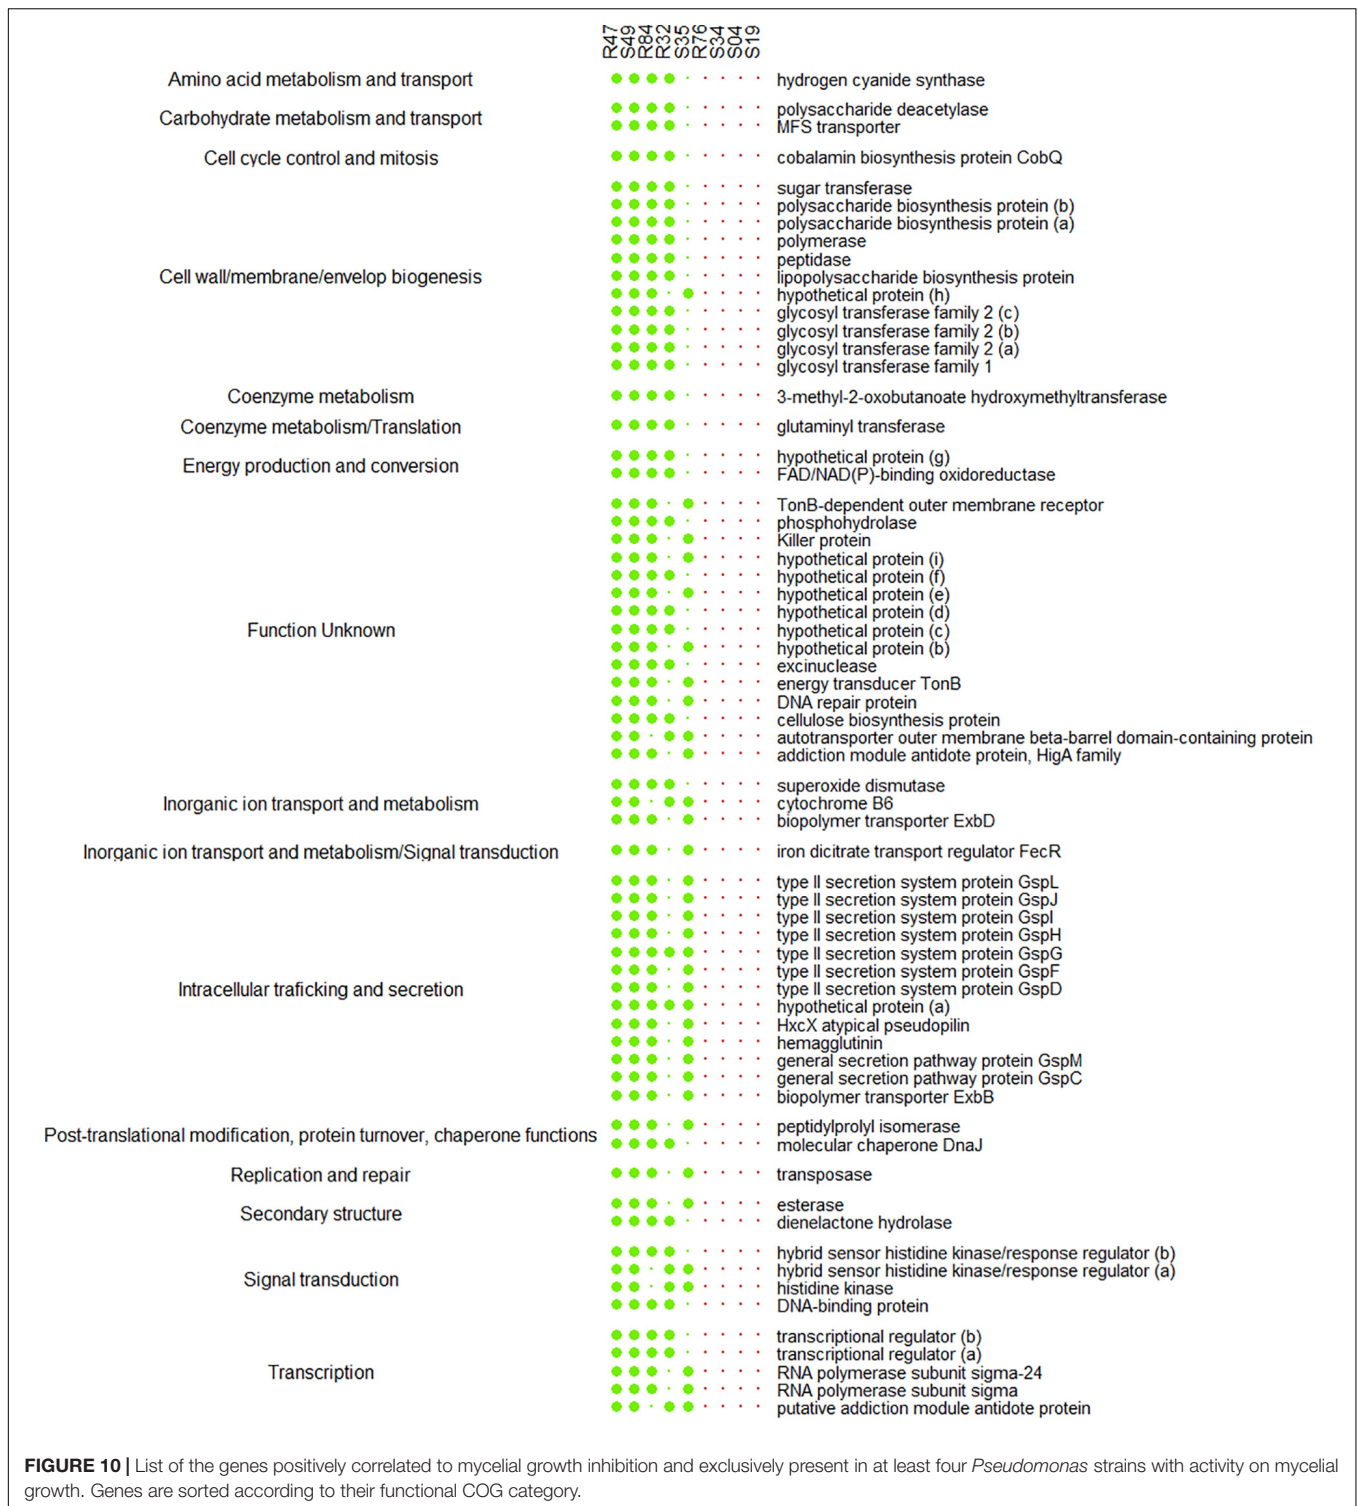 R47 S49 R84 R32 S35 R76 S34 S04 S19
Amino acid metabolism and transport
hydrogen cyanide synthase
Carbohydrate metabolism and transport
polysaccharide deacetylase
MFS transporter
Cell cycle control and mitosis
cobalamin biosynthesis protein CobQ
Cell wall/membrane/envelop biogenesis
sugar transferase
polysaccharide biosynthesis protein (b)
polysaccharide biosynthesis protein (a)
polymerase
peptidase
lipopolysaccharide biosynthesis protein
hypothetical protein (h)
glycosyl transferase family 2 (c)
glycosyl transferase family 2 (b)
glycosyl transferase family 2 (a)
glycosyl transferase family 1
Coenzyme metabolism
3-methyl-2-oxobutanoate hydroxymethyltransferase
Coenzyme metabolism/Translation
glutaminyl transferase
Energy production and conversion
hypothetical protein (g)
FAD/NAD(P)-binding oxidoreductase
Function Unknown
TonB-dependent outer membrane receptor
phosphohydrolase
Killer protein
hypothetical protein (i)
hypothetical protein (f)
hypothetical protein (e)
hypothetical protein (d)
hypothetical protein (c)
hypothetical protein (b)
excinuclease
energy transducer TonB
DNA repair protein
cellulose biosynthesis protein
autotransporter outer membrane beta-barrel domain-containing protein
addiction module antidote protein, HigA family
Inorganic ion transport and metabolism
superoxide dismutase
cytochrome B6
biopolymer transporter ExbD
Inorganic ion transport and metabolism/Signal transduction
iron dicitrate transport regulator FecR
Intracellular traficking and secretion
type II secretion system protein GspL
type II secretion system protein GspJ
type II secretion system protein GspI
type II secretion system protein GspH
type II secretion system protein GspG
type II secretion system protein GspF
type II secretion system protein GspD
hypothetical protein (a)
HxcX atypical pseudopilin
hemagglutinin
general secretion pathway protein GspM
general secretion pathway protein GspC
biopolymer transporter ExbB
Post-translational modification, protein turnover, chaperone functions
peptidylprolyl isomerase
molecular chaperone DnaJ
Replication and repair
transposase
Secondary structure
esterase
dienelactone hydrolase
Signal transduction
hybrid sensor histidine kinase/response regulator (b)
hybrid sensor histidine kinase/response regulator (a)
histidine kinase
DNA-binding protein
Transcription
transcriptional regulator (b)
transcriptional regulator (a)
RNA polymerase subunit sigma-24
RNA polymerase subunit sigma
putative addiction module antidote protein
FIGURE 10 | List of the genes positively correlated to mycelial growth inhibition and exclusively present in at least four Pseudomonas strains with activity on mycelial
growth. Genes are sorted according to their functional COG category.